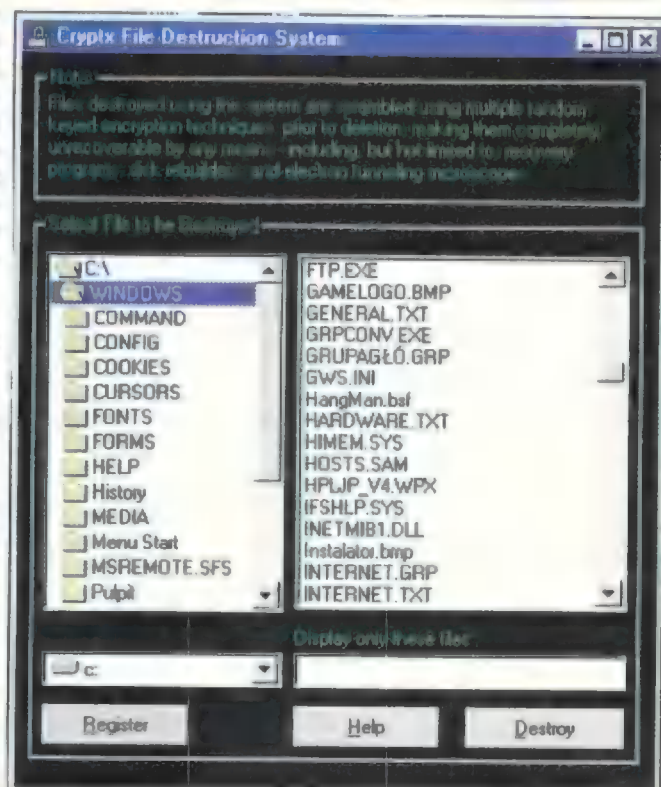 Cryptx File Destruction System
Note:
Files destroyed using this system are scrambled using multiple random
keyed encryption techniques prior to deletion, making them completely
unrecoverable by any means including, but not limited to, recovery
programs, disk rebuilders, and electron tunneling microscopes.
Select File to be Destroyed
C:\
WINDOWS
COMMAND
CONFIG
COOKIES
CURSORS
FONTS
FORMS
HELP
History
MEDIA
Menu Start
MSREMOTE.SFS
Pulpit
FTP.EXE
GAMELOGO.BMP
GENERAL.TXT
GRPCONV.EXE
GRUPAGŁÓ.GRP
GWS.INI
HangMan.bsf
HARDWARE.TXT
HIMEM.SYS
HOSTS.SAM
HPLJP_V4.WPX
IFSHLP.SYS
INETMIB1.DLL
Instalator.bmp
INTERNET.GRP
INTERNET.TXT
Display only these files
c:
Register
Help
Destroy